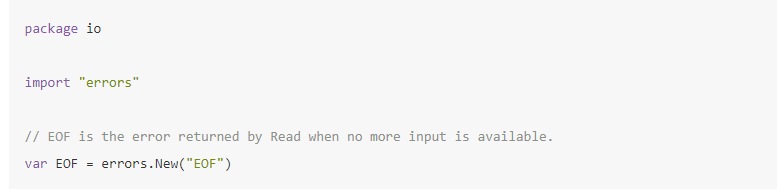 package io
import "errors"
// EOF is the error returned by Read when no more input is available.
var EOF = errors.New("EOF")